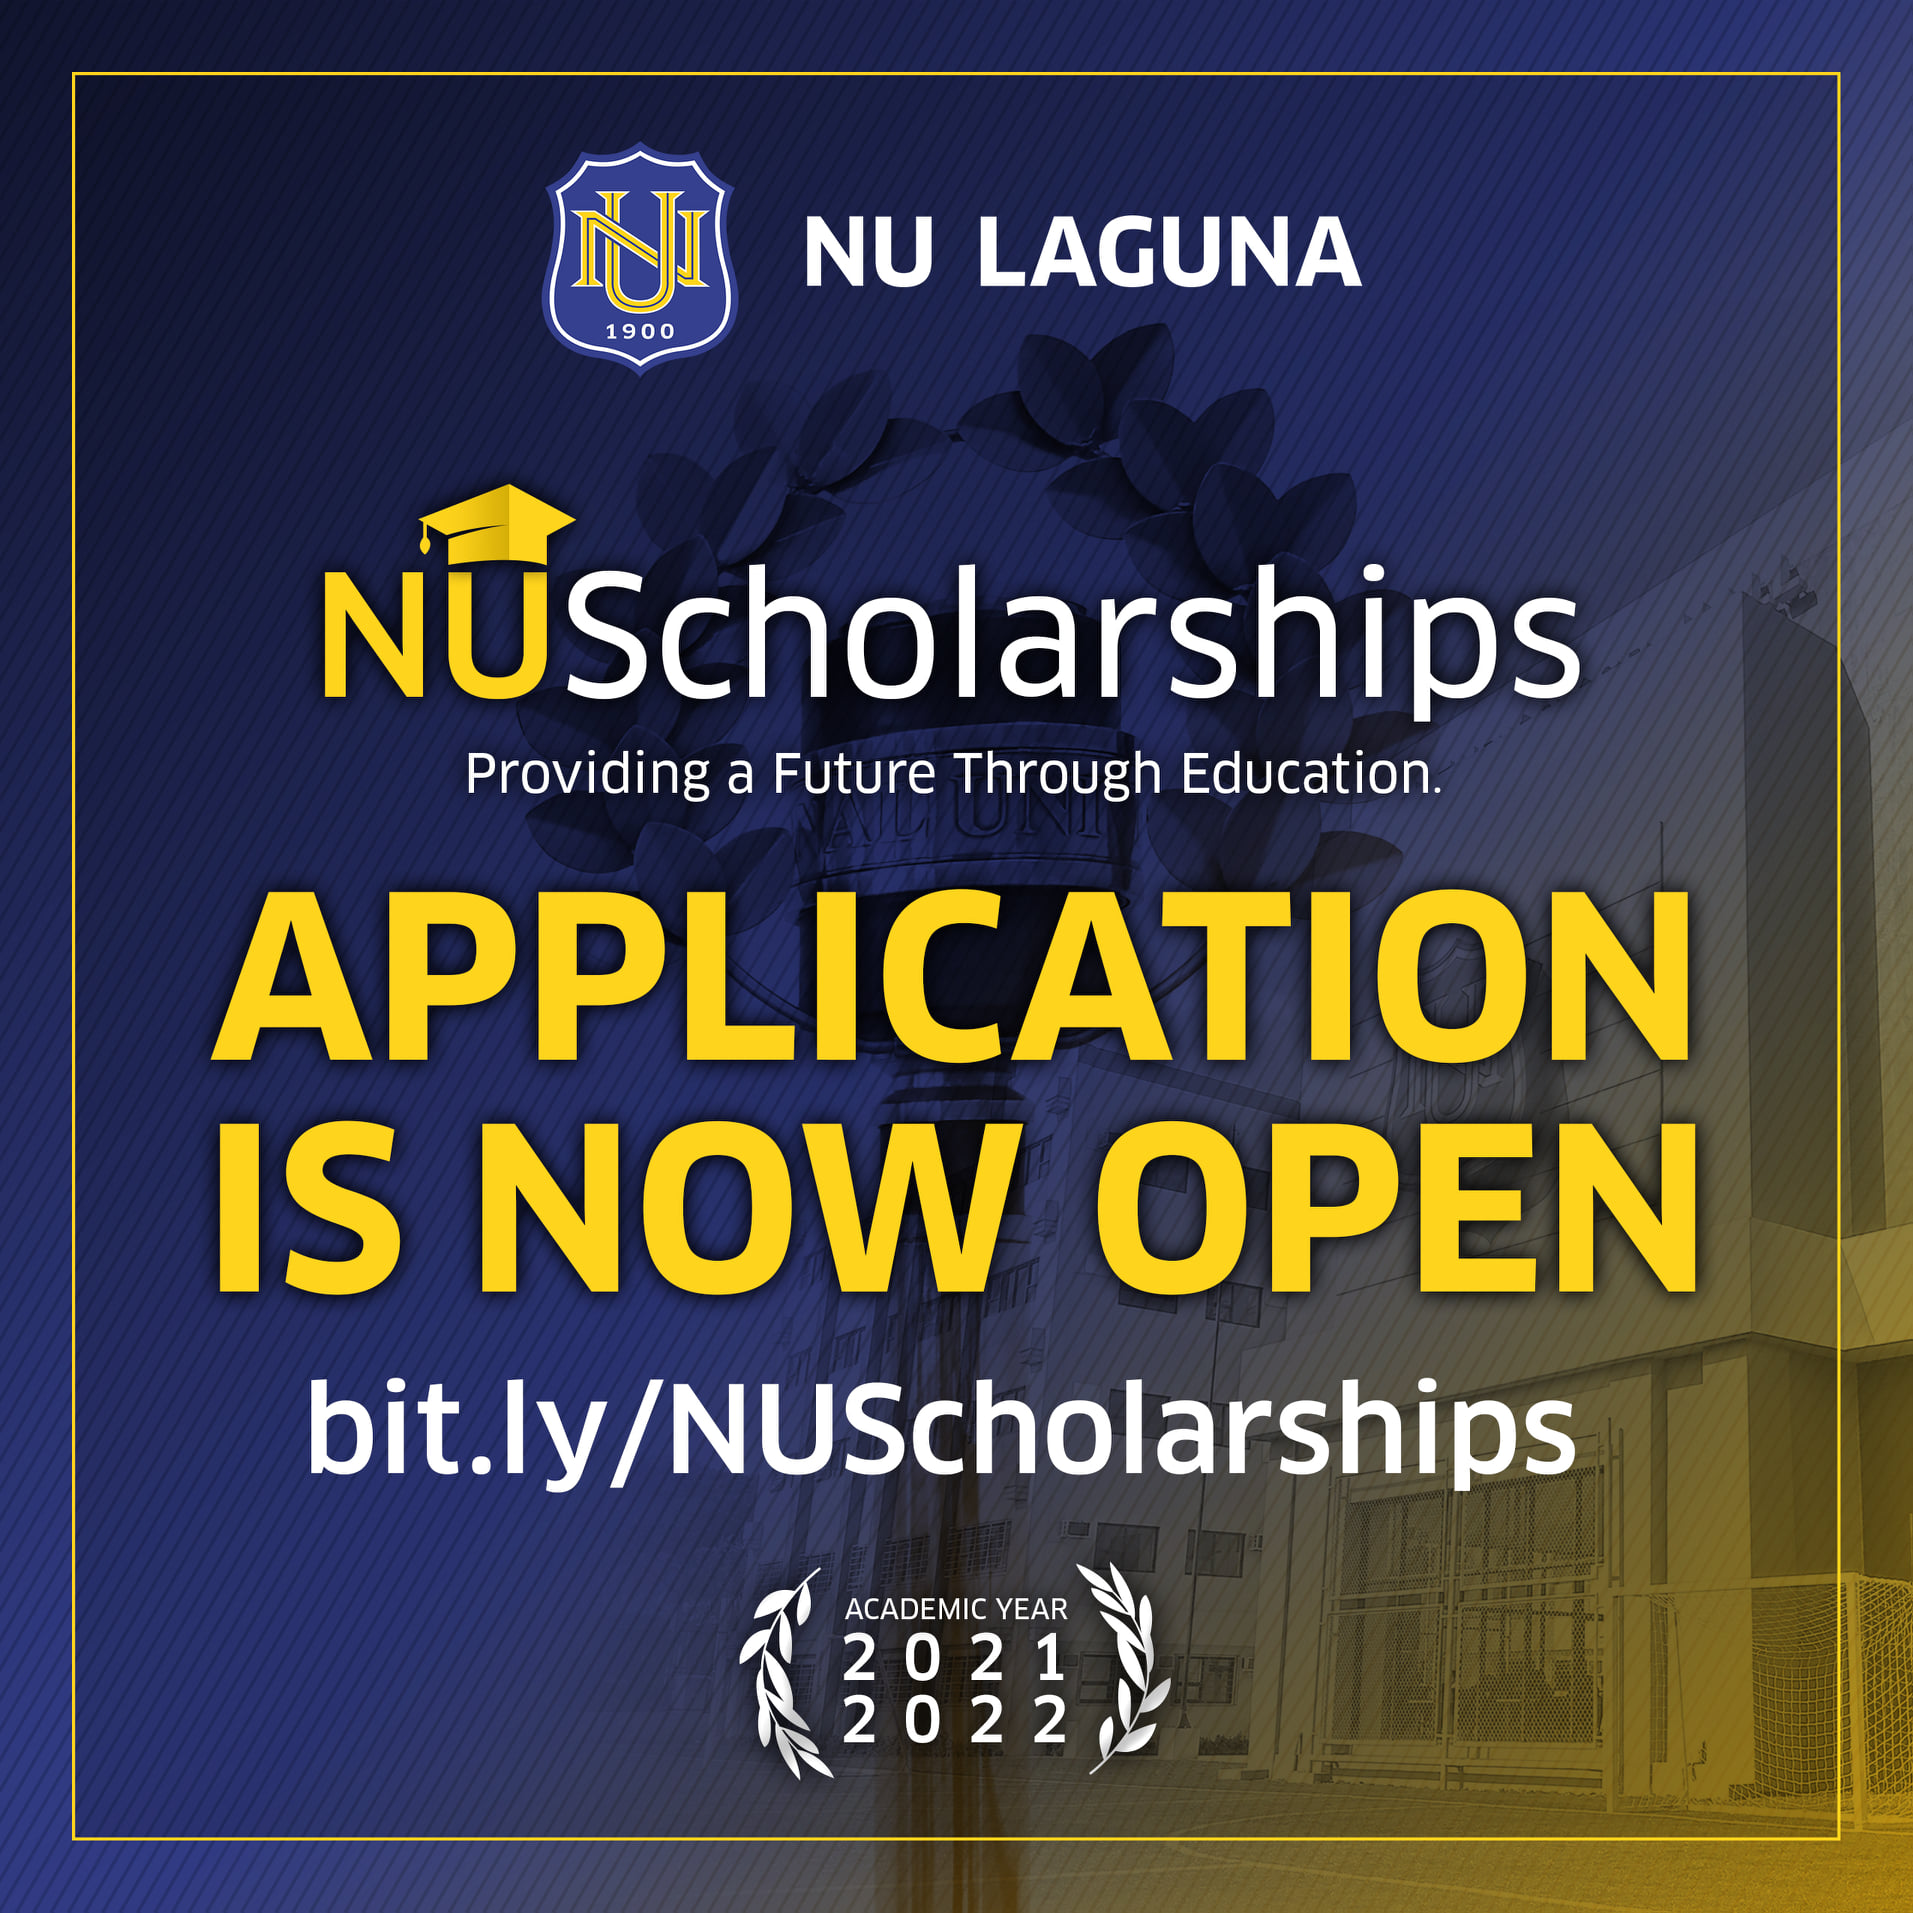 NU
1900
NU LAGUNA
NUScholarships
Providing a Future Through Education.
APPLICATION
IS NOW OPEN
bit.ly/NUScholarships
ACADEMIC YEAR
2021
2022